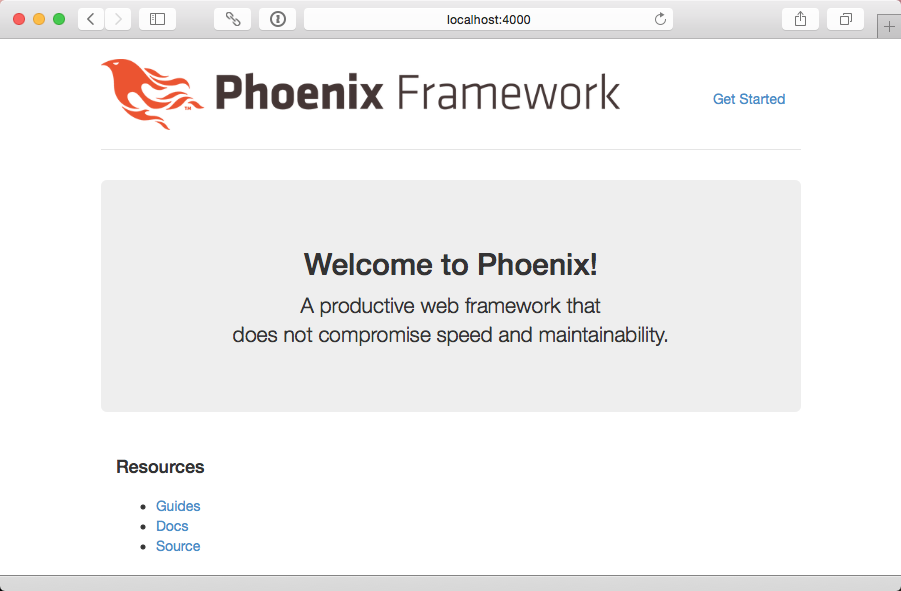 localhost:4000
Phoenix Framework
Get Started
Welcome to Phoenix!
A productive web framework that
does not compromise speed and maintainability.
Resources
Guides
Docs
Source